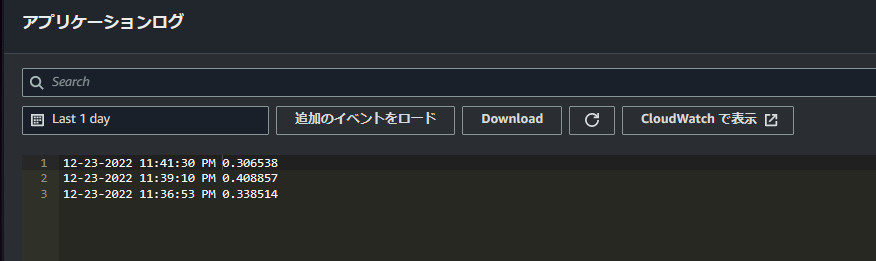 アプリケーションログ
Search
Last 1 day 追加のイベントをロード Download CloudWatch で表示
1 12-23-2022 11:41:30 PM 0.306538
2 12-23-2022 11:39:10 PM 0.408857
3 12-23-2022 11:36:53 PM 0.338514